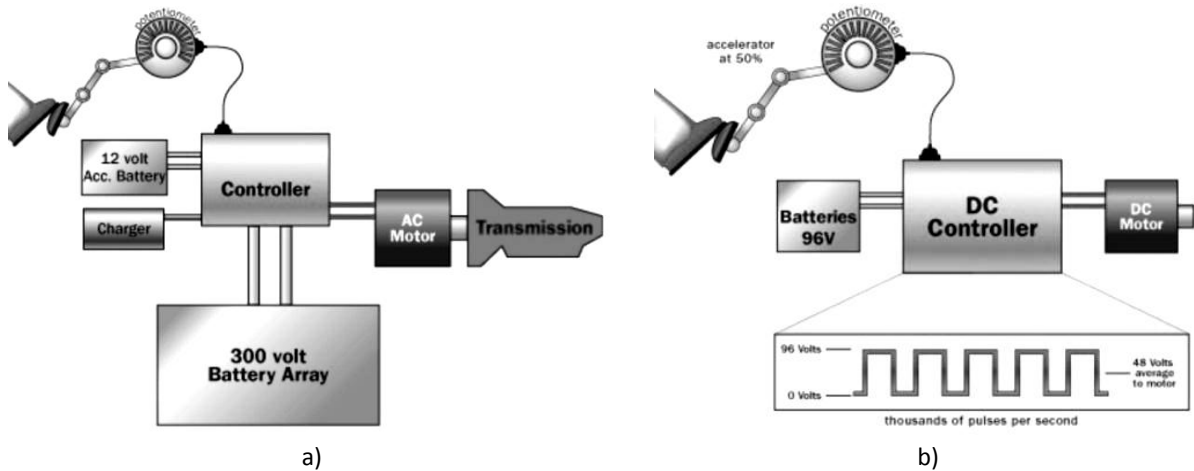 potentiometer
12 volt
Acc. Battery
Controller
Charger
AC
Motor
Transmission
300 volt
Battery Array
a)
potentiometer
accelerator
at 50%
Batteries
96V
DC
Controller
DC
Motor
96 Volts
0 Volts
48 Volts
average
to motor
thousands of pulses per second
b)